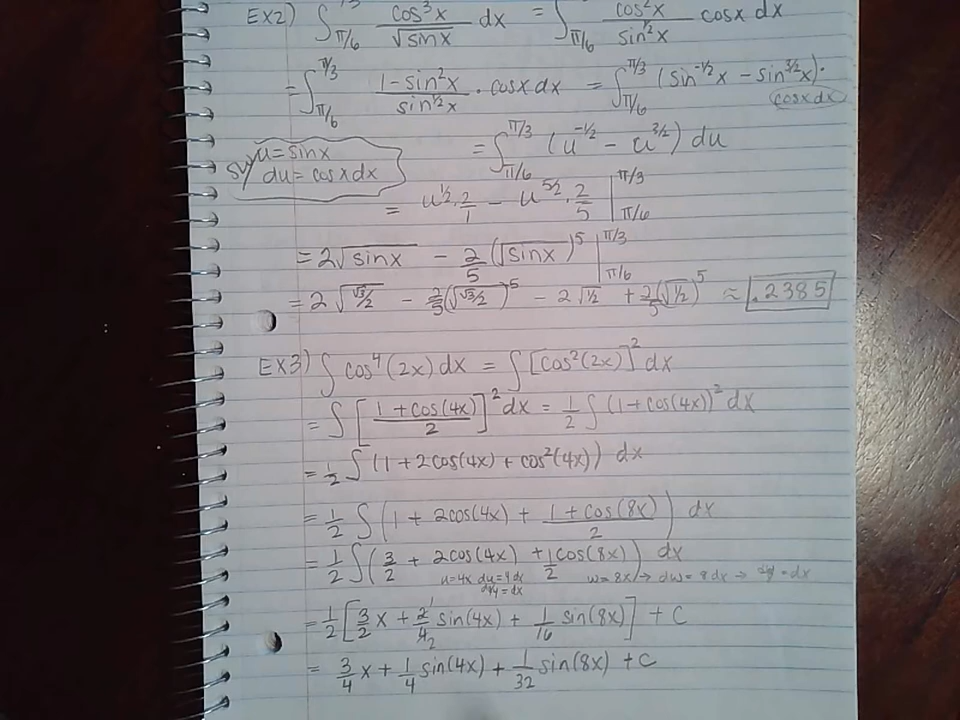 EX2) ∫_{π/6}^{π/3} cos³x/√sinx dx = ∫_{π/6} cos²x/sin^{½}x cosx dx
= ∫_{π/6}^{π/3} 1-sin²x/sin^{½}x · cosx dx = ∫_{π/6}^{π/3} (sin^{-1/2}x - sin^{3/2}x)·
cosx dx
u = sinx
du = cosx dx
= ∫_{π/6}^{π/3} (u^{-1/2} - u^{3/2}) du
= u^{1/2}·2/1 - u^{5/2}·2/5 |_{π/6}^{π/3}
= 2√sinx - 2/5 (√sinx)^5 |_{π/6}^{π/3}
= 2√(√3/2) - 2/5(√(√3/2))^5 - 2√½ + 2/5(√½)^5 ≈ .2385
EX3) ∫ cos⁴(2x) dx = ∫ [cos²(2x)]² dx
= ∫ [1+cos(4x)/2]² dx = 1/2 ∫ (1+cos(4x))² dx
= 1/2 ∫ (1+2cos(4x) + cos²(4x)) dx
= 1/2 ∫ (1 + 2cos(4x) + 1+cos(8x)/2) dx
= 1/2 ∫ (3/2 + 2cos(4x) + 1/2 cos(8x)) dx
u=4x du=4dx du/4=dx w=8x → dw=8dx →
= 1/2 [3/2 x + 2/4 sin(4x) + 1/16 sin(8x)] + C
= 3/4 x + 1/4 sin(4x) + 1/32 sin(8x) + C